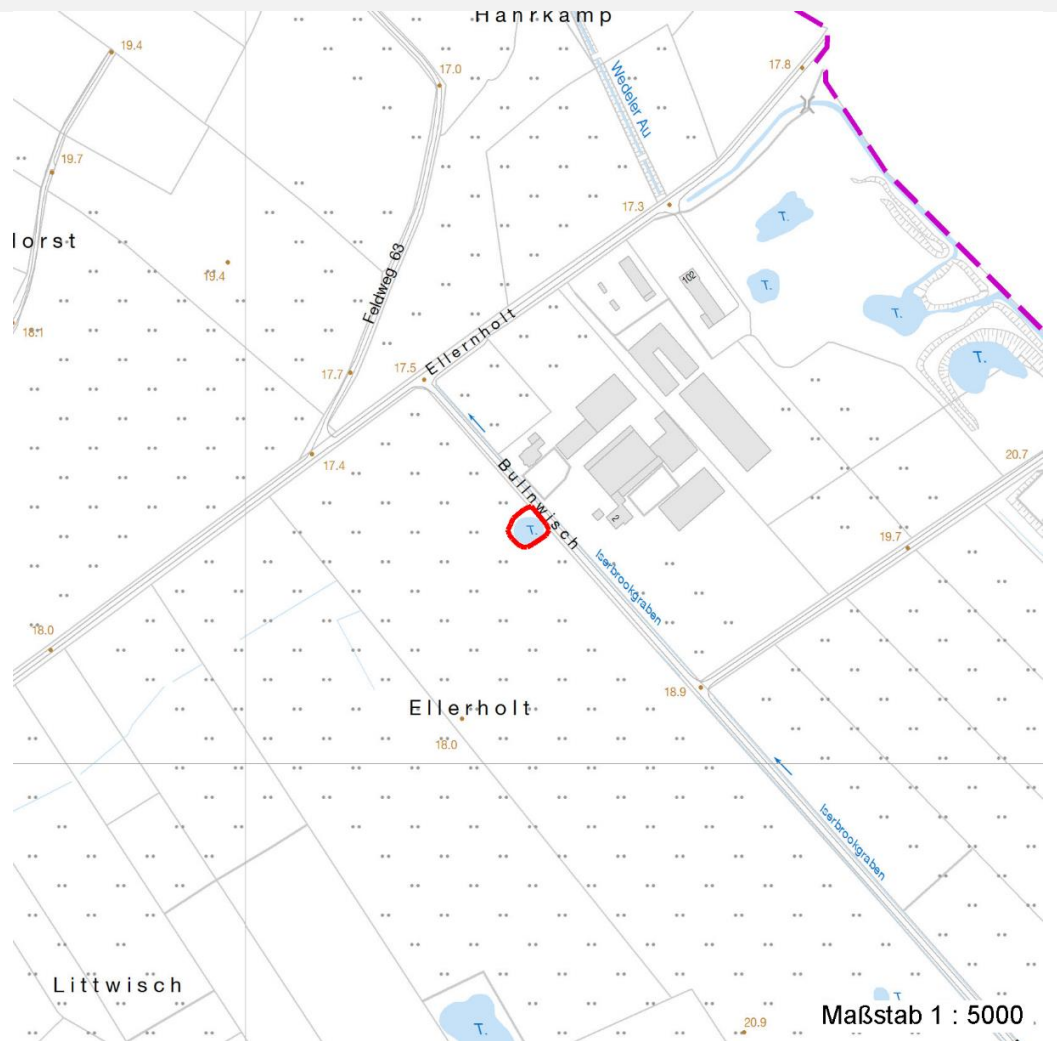 Hahrkamp
19.4
17.0
17.8
Wedeler Au
19.7
17.3
T.
lorst
19.4
Feldweg 63
T.
102
T.
18.1
Ellernholt
T.
17.7
17.5
17.4
20.7
Bullnwisch
2
T.
19.7
Iserbrookgraben
18.0
18.9
Ellerholt
18.0
Iserbrookgraben
Littwisch
T.
T.
20.9
Maßstab 1 : 5000